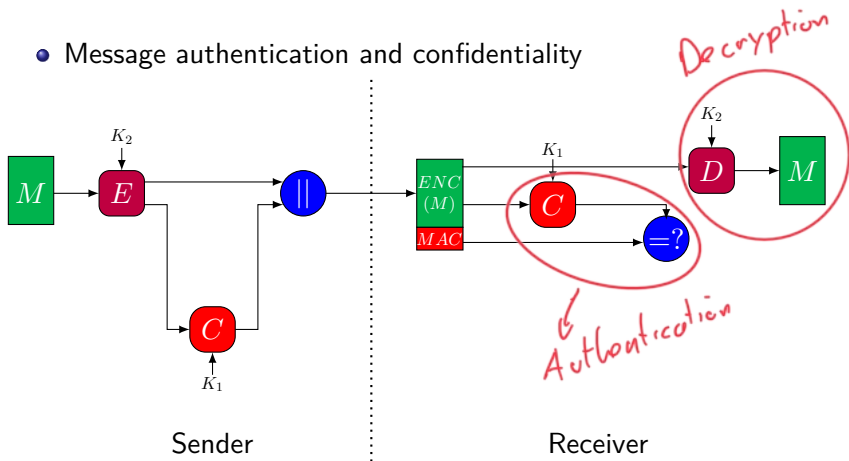 Message authentication and confidentiality
Decryption
K₂
M
E
||
K₁
C
ENC
(M)
MAC
K₁
C
=?
K₂
D
M
Authentication
Sender
Receiver